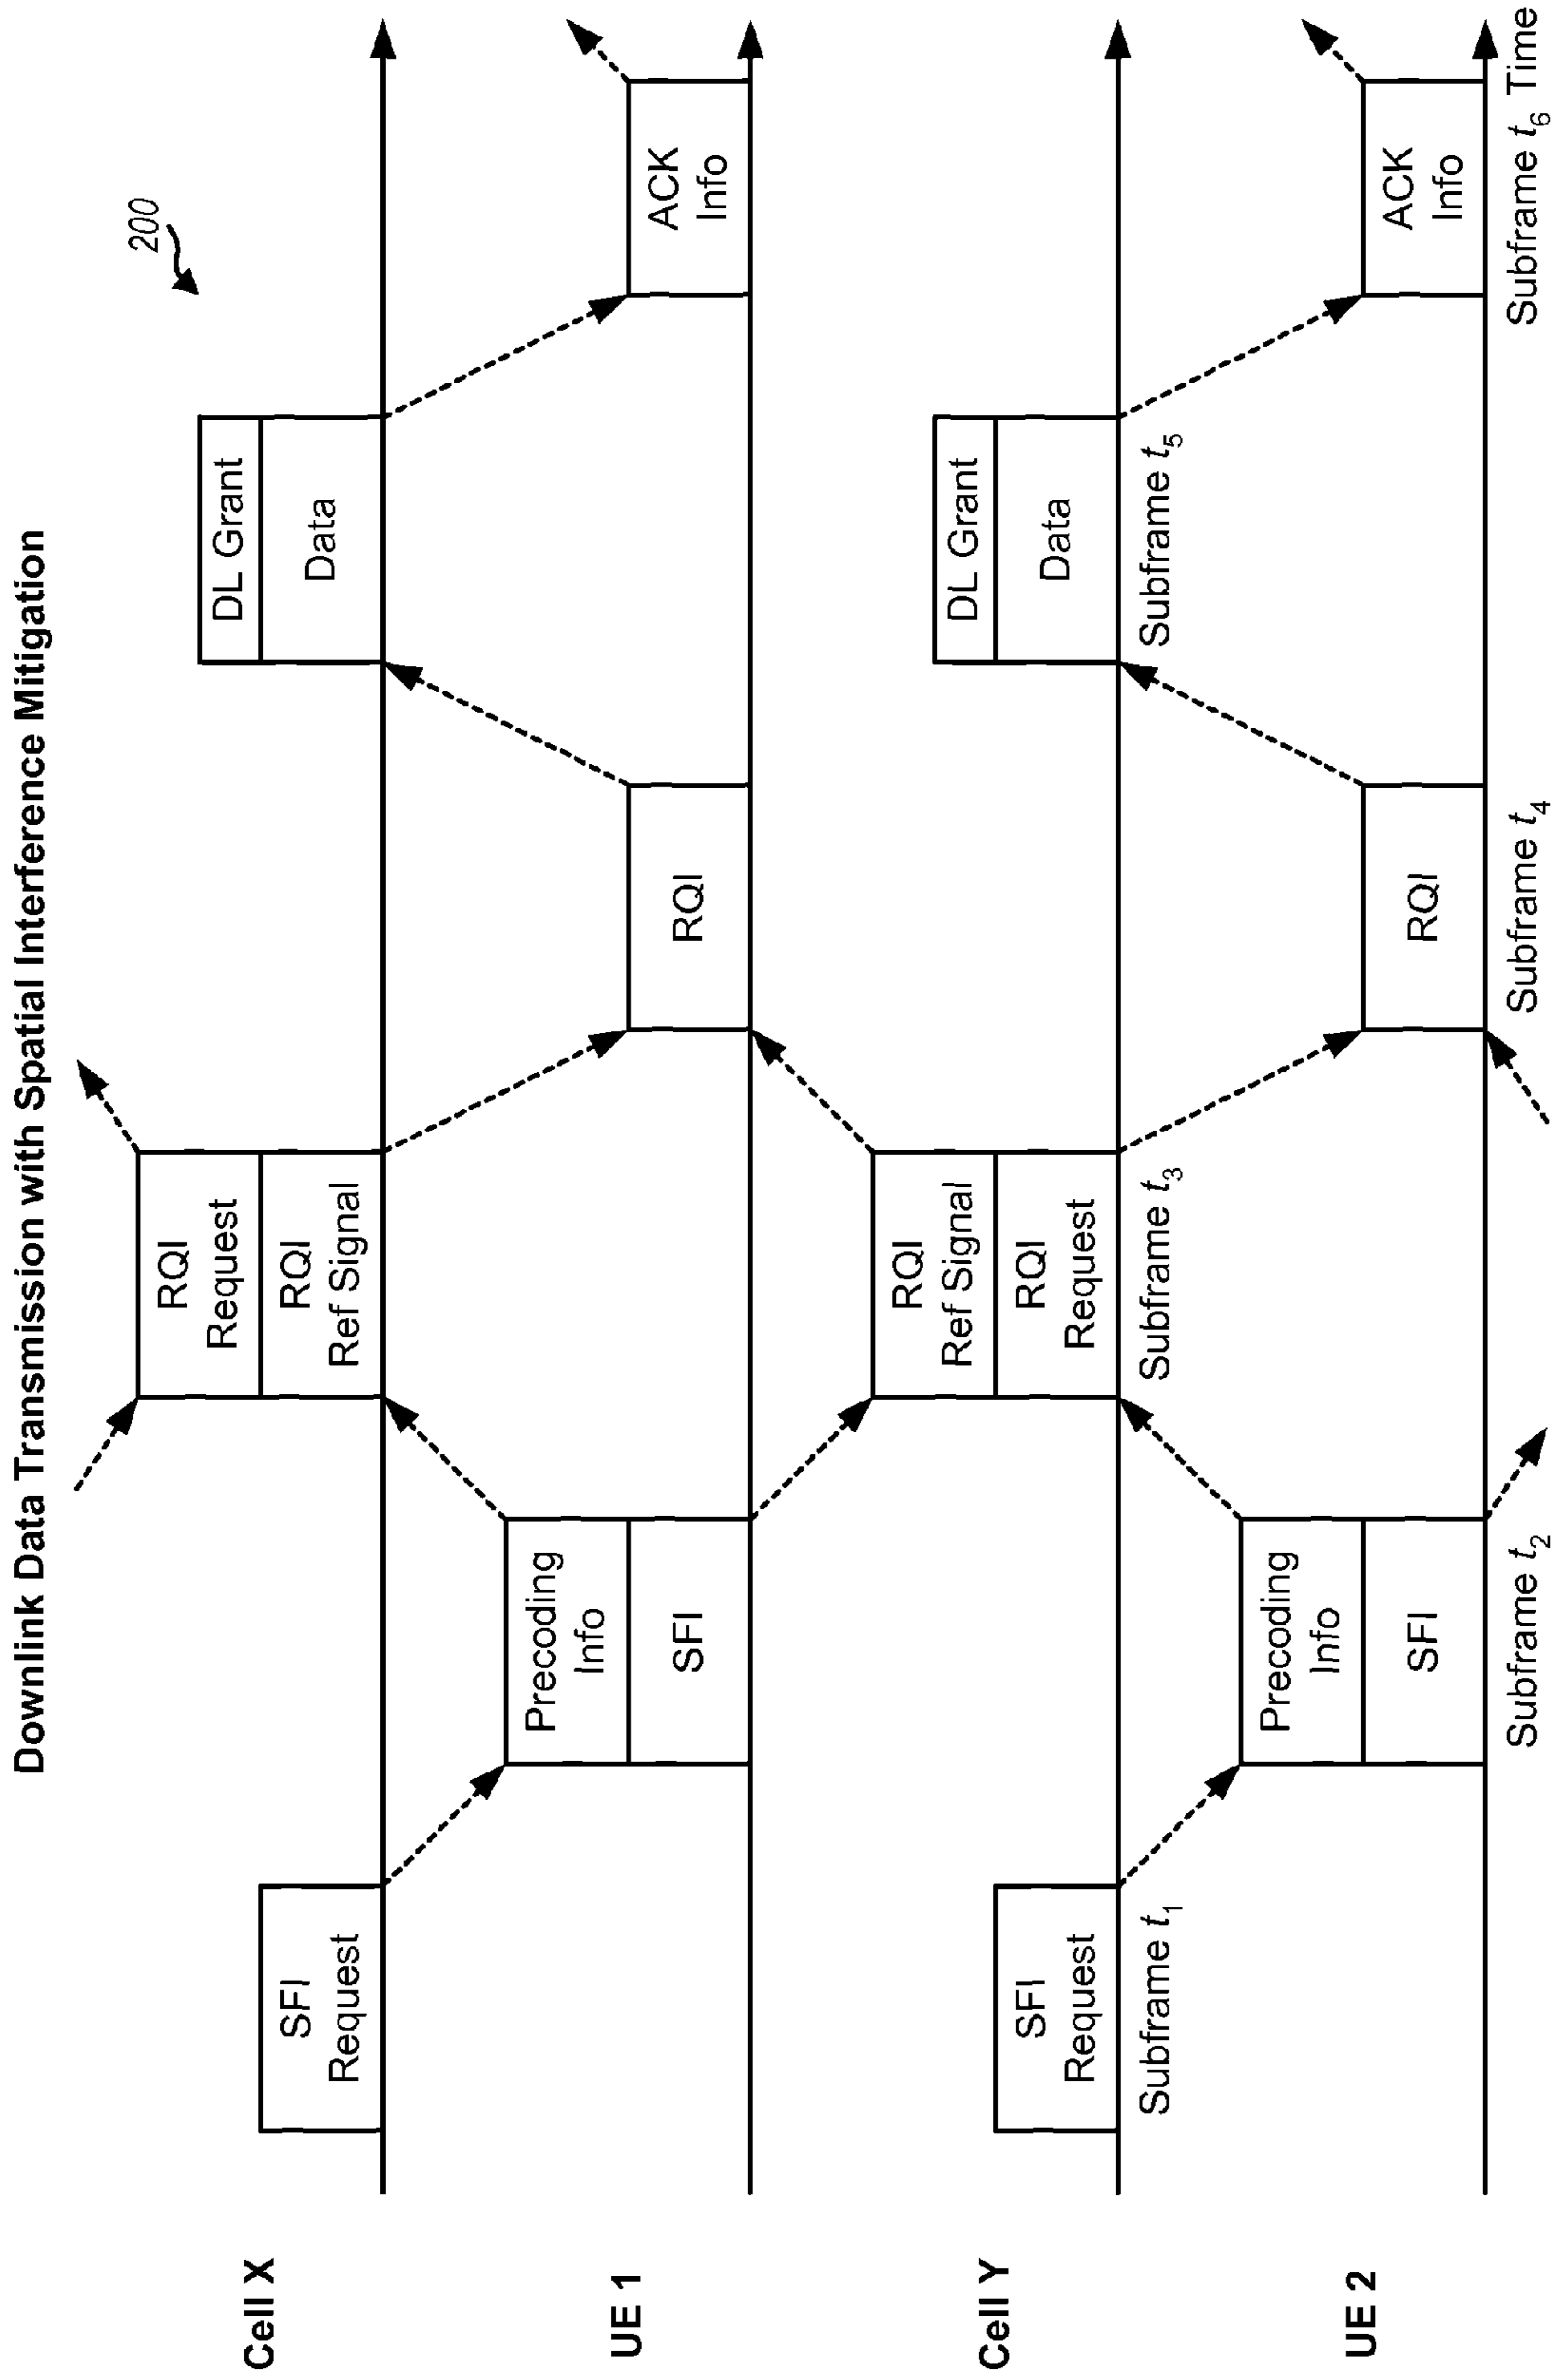 Downlink Data Transmission with Spatial Interference Mitigation
200
Cell X
SFI
Request
RQI
Request
RQI
Ref Signal
DL Grant
Data
UE 1
Precoding
Info
SFI
RQI
ACK
Info
Cell Y
SFI
Request
RQI
Ref Signal
RQI
Request
DL Grant
Data
Subframe t1
Subframe t3
Subframe t5
UE 2
Precoding
Info
SFI
RQI
ACK
Info
Subframe t2
Subframe t4
Subframe t6
Time